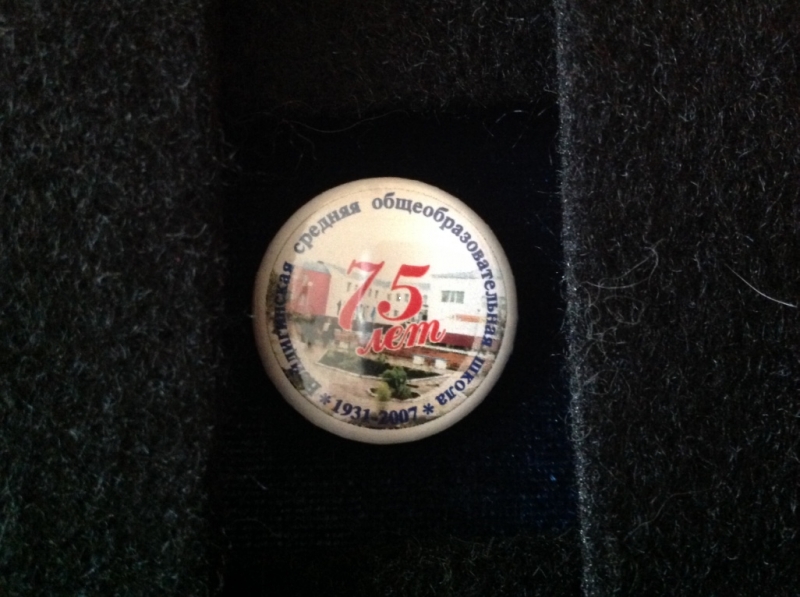 средняя общеобразовательная школа
75
лет
* 1931-2007 *